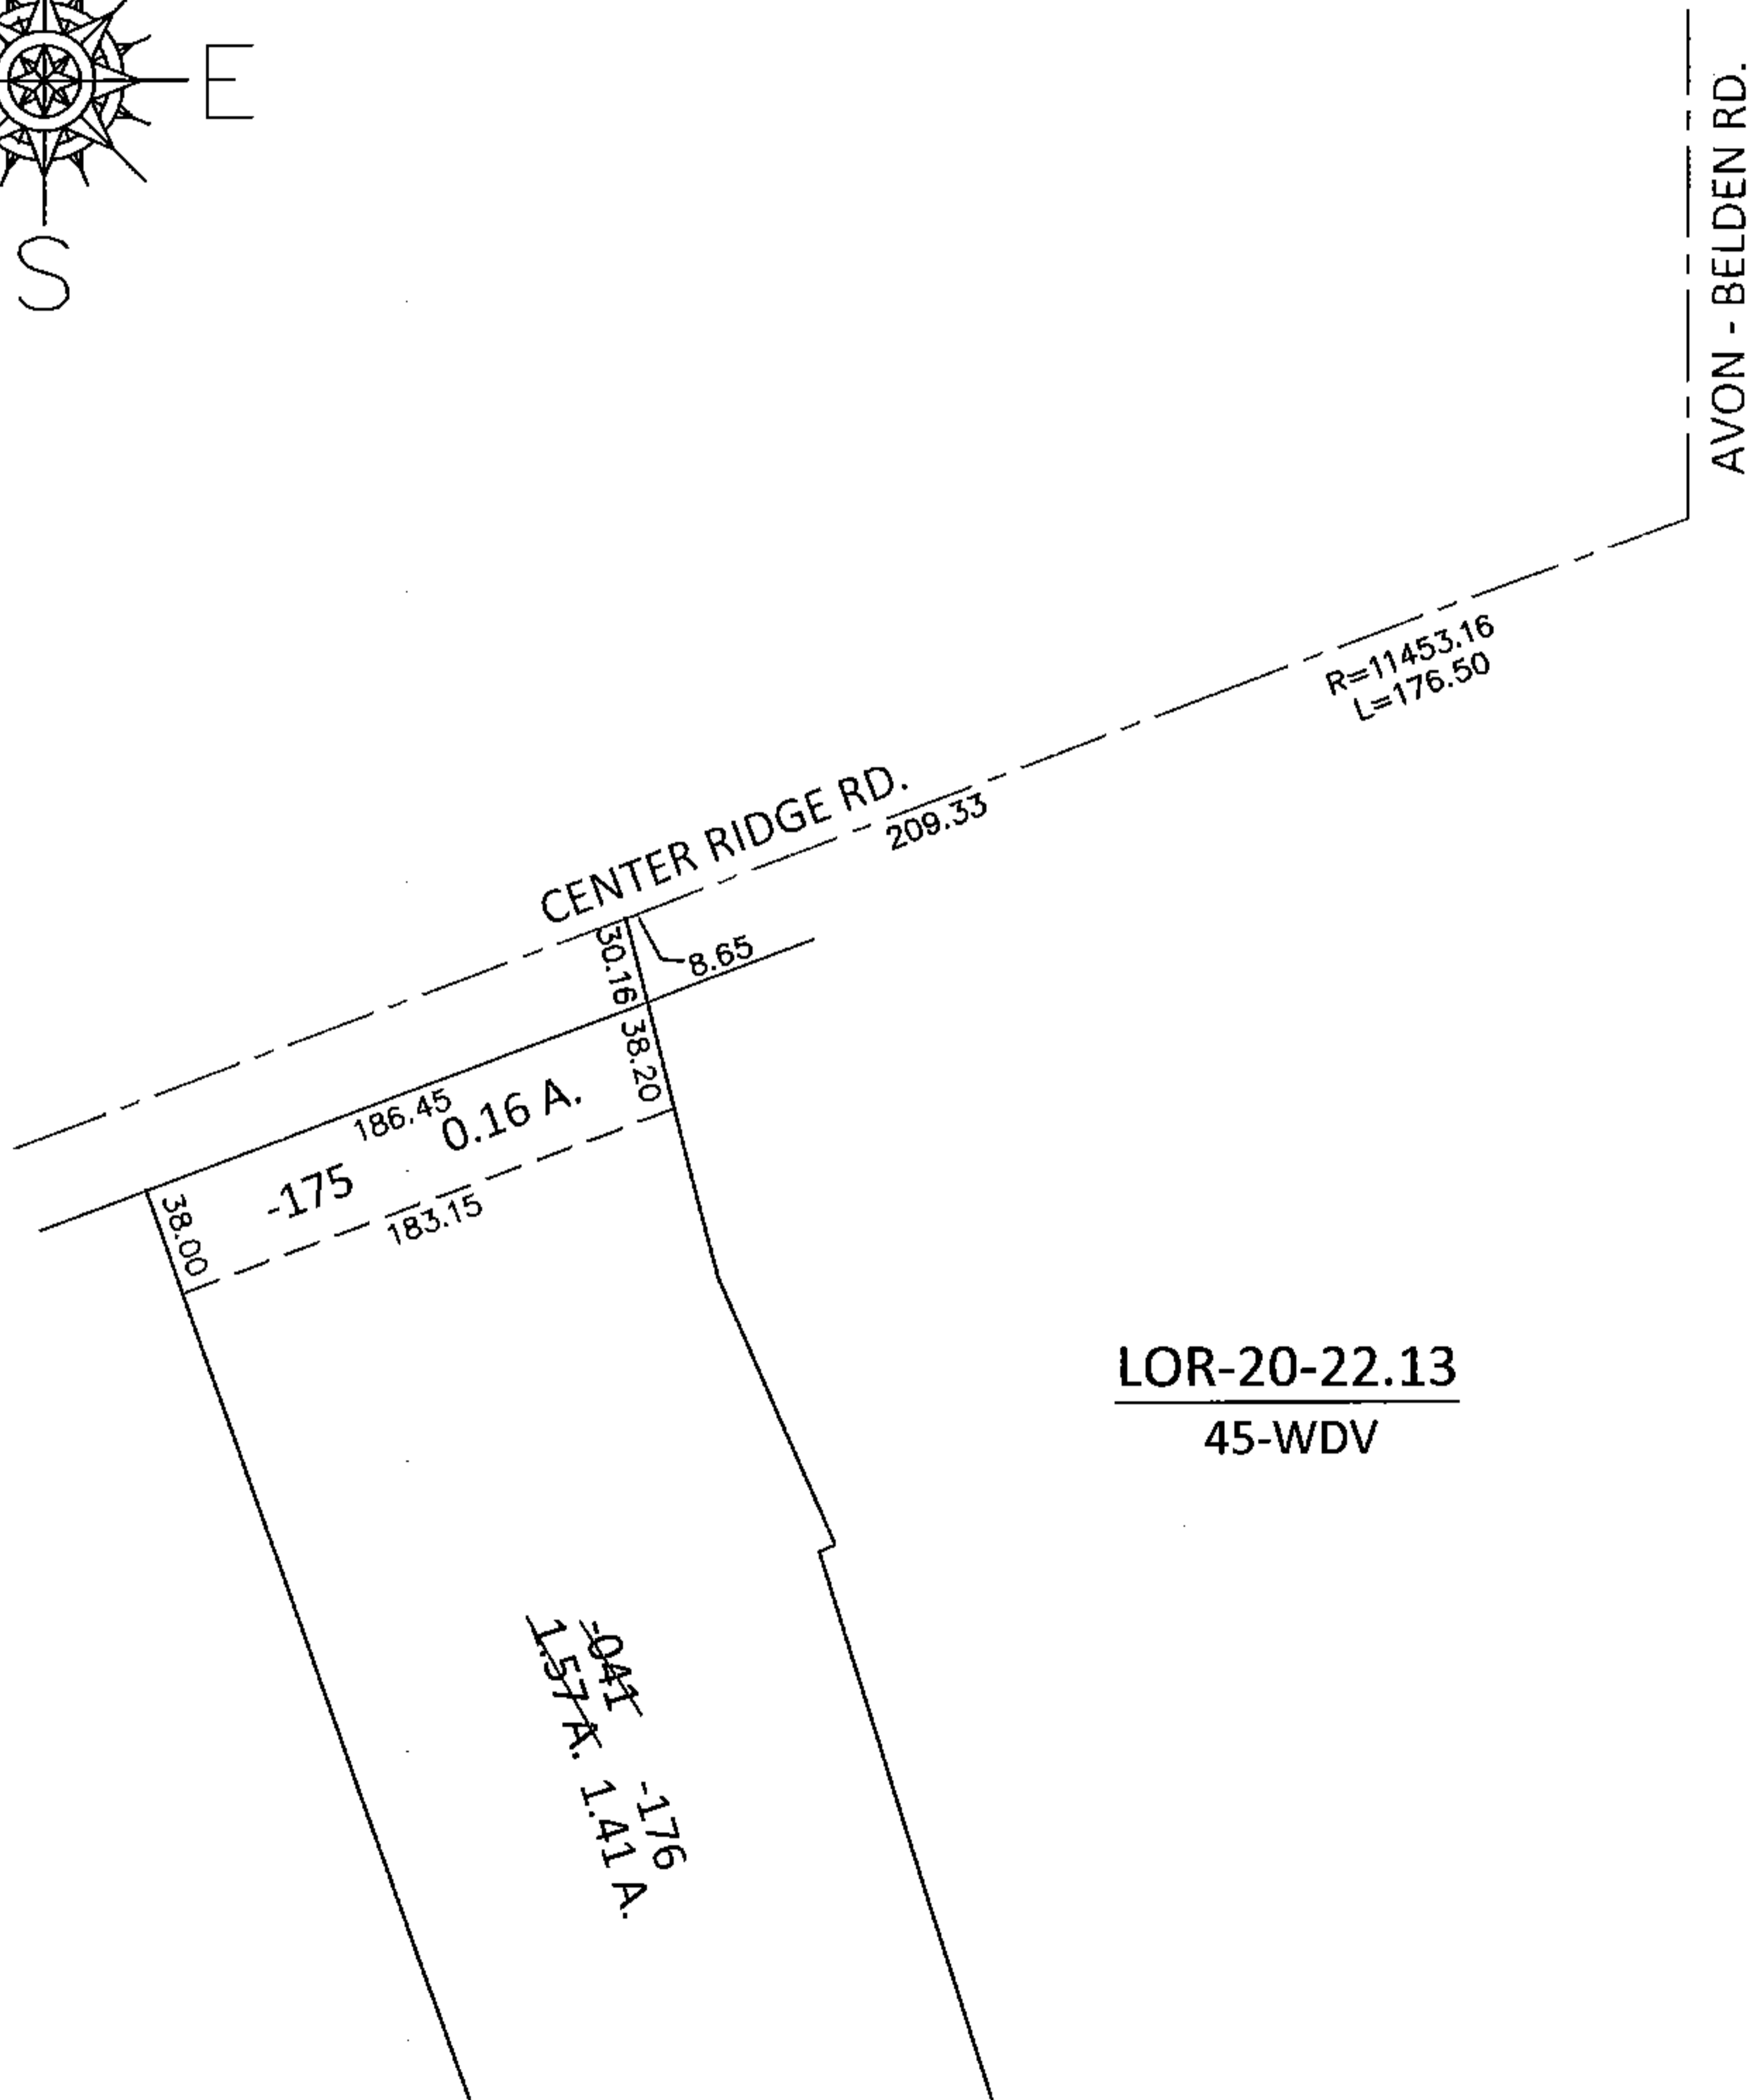 E
S
AVON - BELDEN RD.
R=11453.16
L=176.50
CENTER RIDGE RD.
209.33
30.16
8.65
38.20
186.45
0.16 A.
-175
183.15
38.00
LOR-20-22.13
45-WDV
-041
-176
1.57 A.
1.41 A.